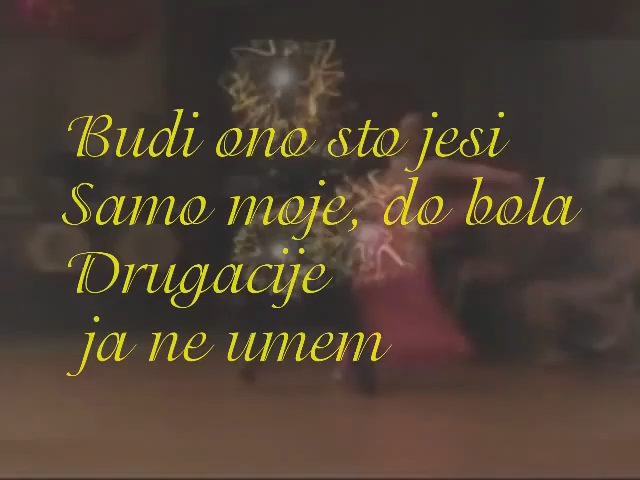 Budi ono sto jesi
Samo moje, do bola
Drugacije
ja ne umem